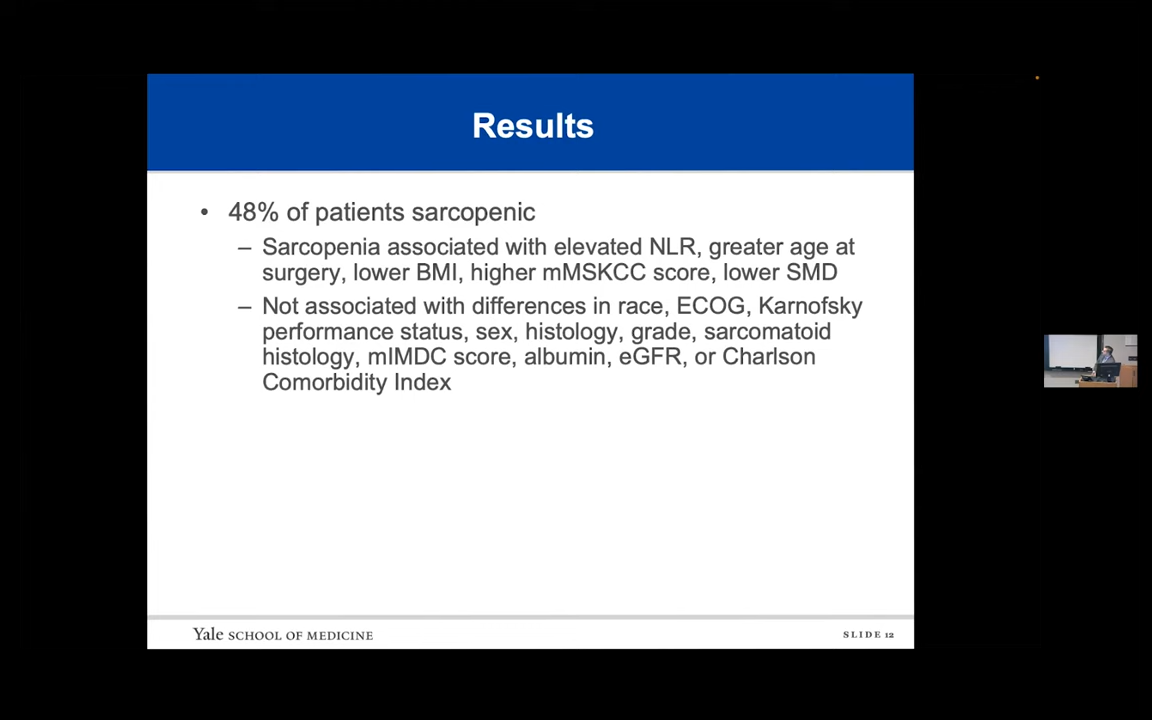 Results
• 48% of patients sarcopenic
– Sarcopenia associated with elevated NLR, greater age at
surgery, lower BMI, higher mMSKCC score, lower SMD
– Not associated with differences in race, ECOG, Karnofsky
performance status, sex, histology, grade, sarcomatoid
histology, mIMDC score, albumin, eGFR, or Charlson
Comorbidity Index
Yale SCHOOL OF MEDICINE
SLIDE 12